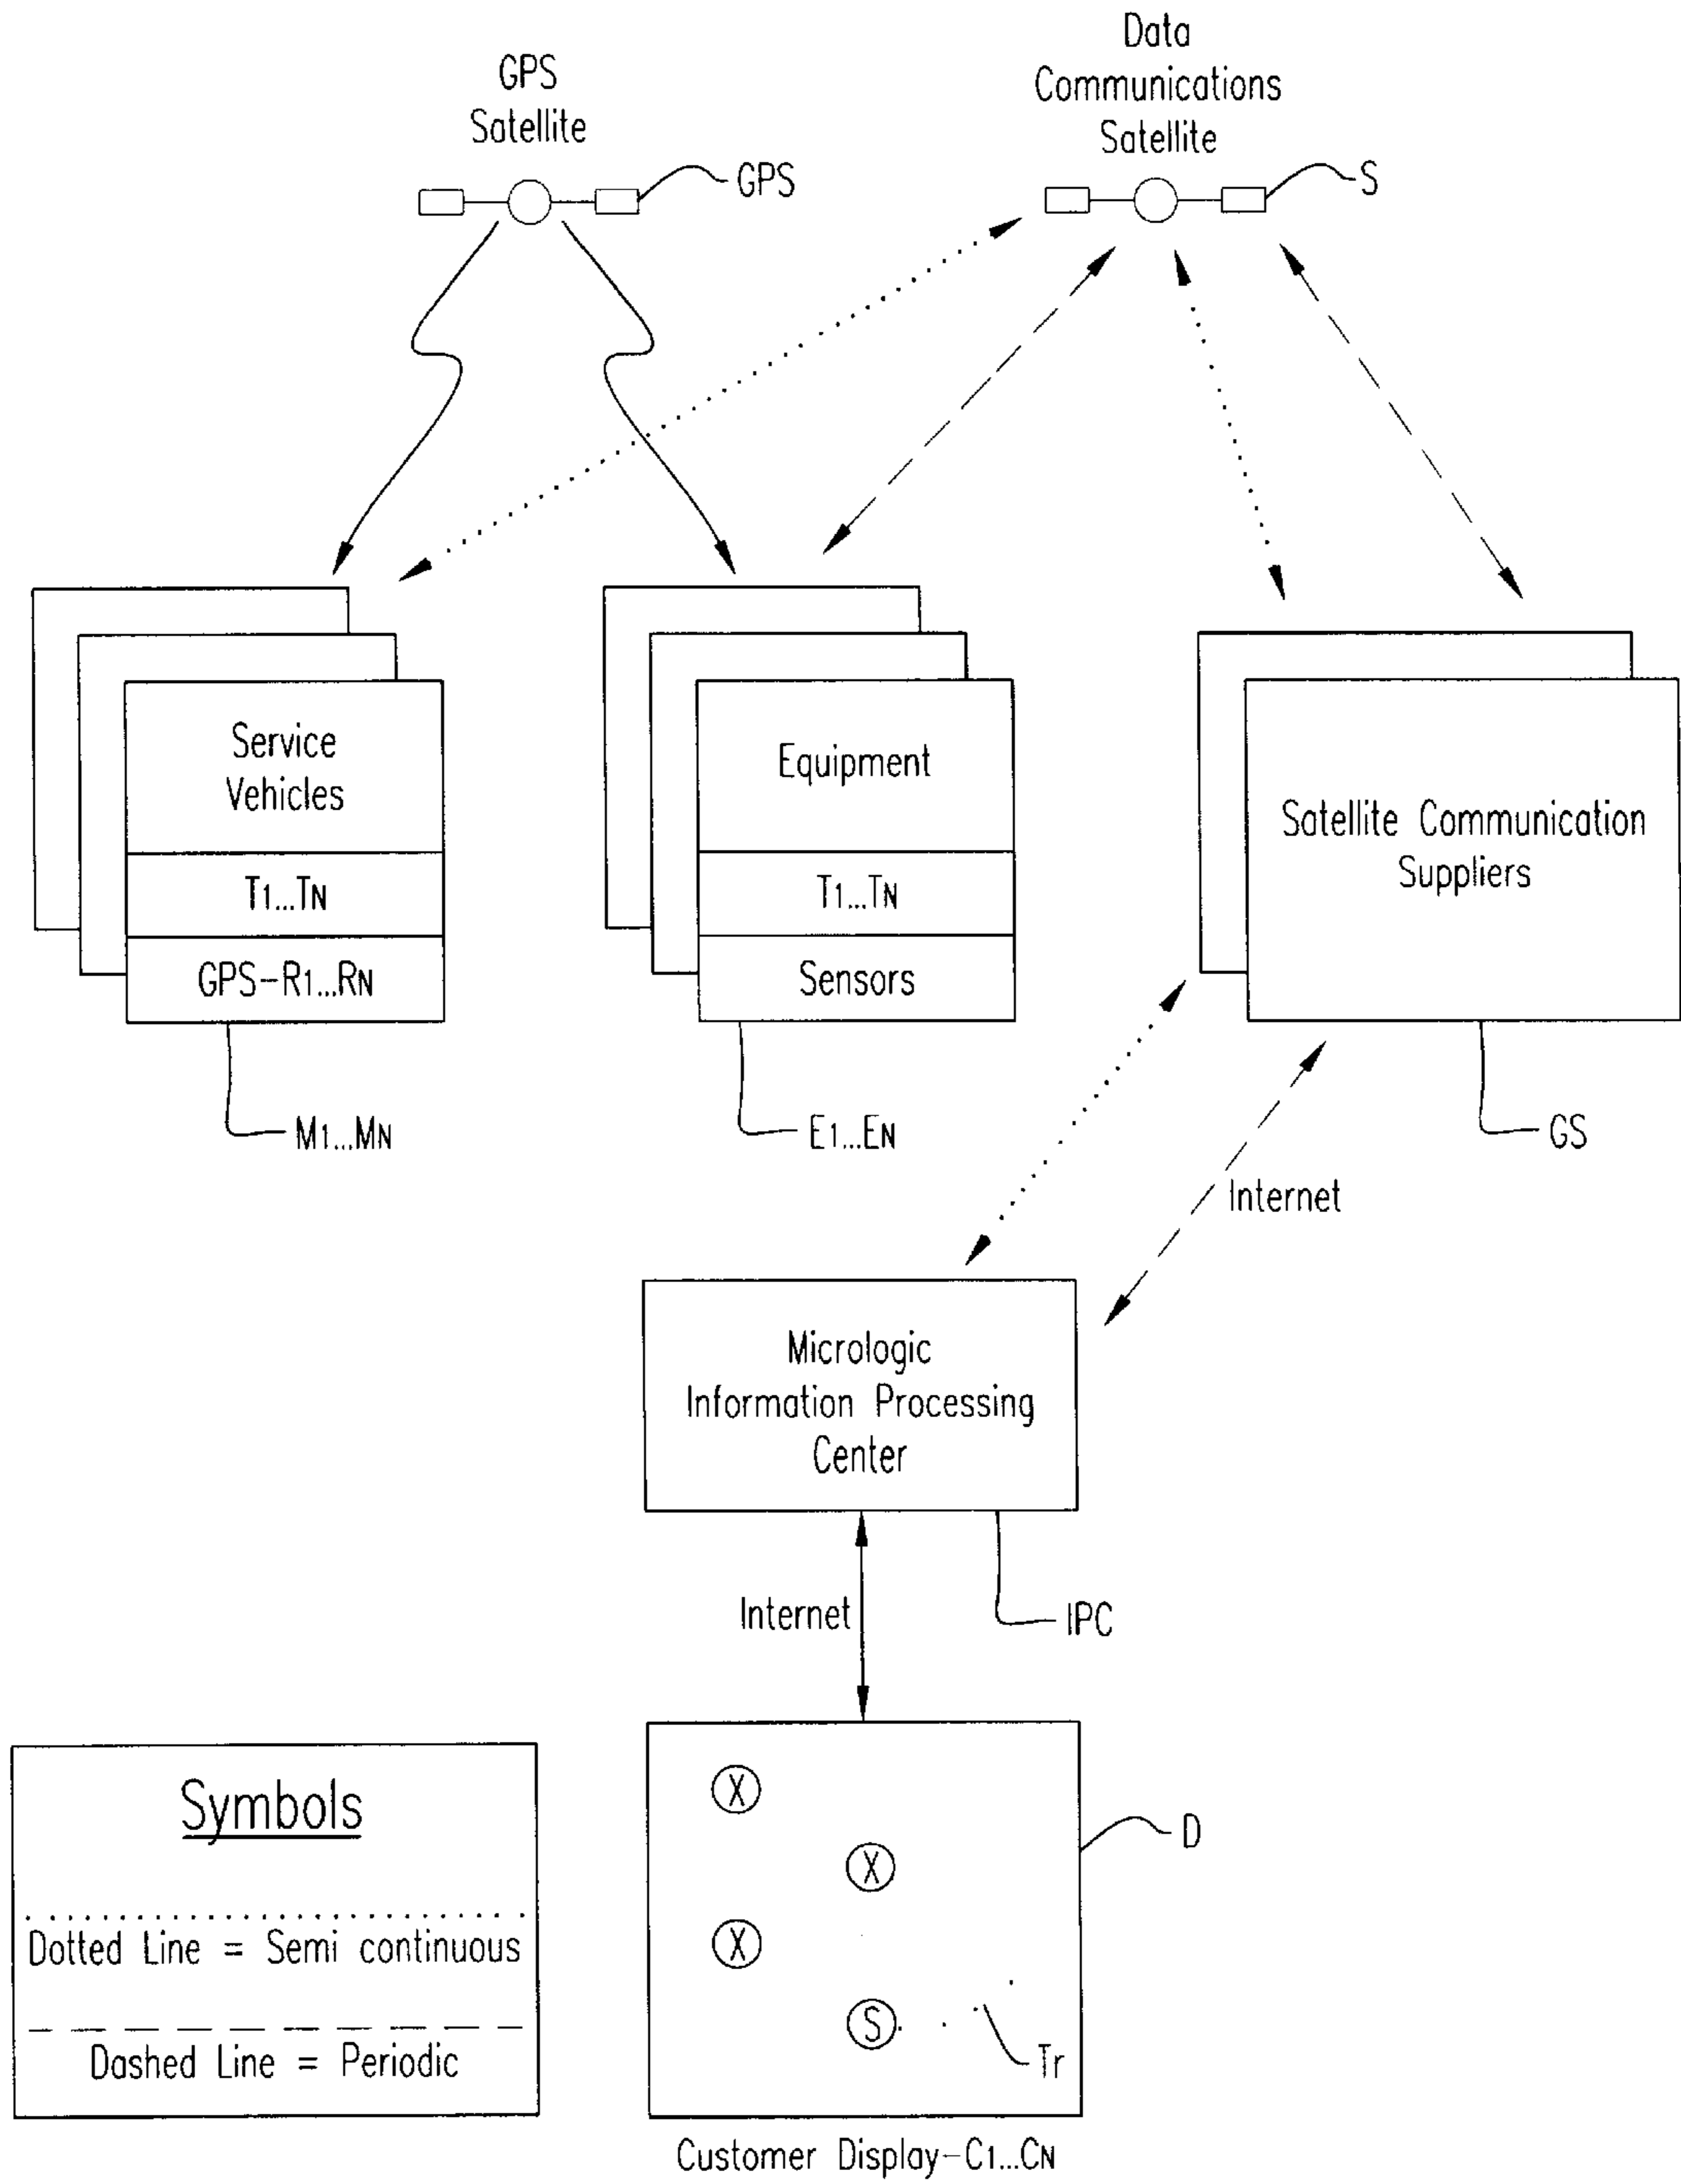 GPS
Satellite
GPS
Data
Communications
Satellite
S
Service
Vehicles
T1...TN
GPS-R1...RN
M1...MN
Equipment
T1...TN
Sensors
E1...EN
Satellite Communication
Suppliers
GS
Internet
Micrologic
Information Processing
Center
IPC
Internet
Symbols
Dotted Line = Semi continuous
Dashed Line = Periodic
X
X
X
S
D
Tr
Customer Display-C1...CN